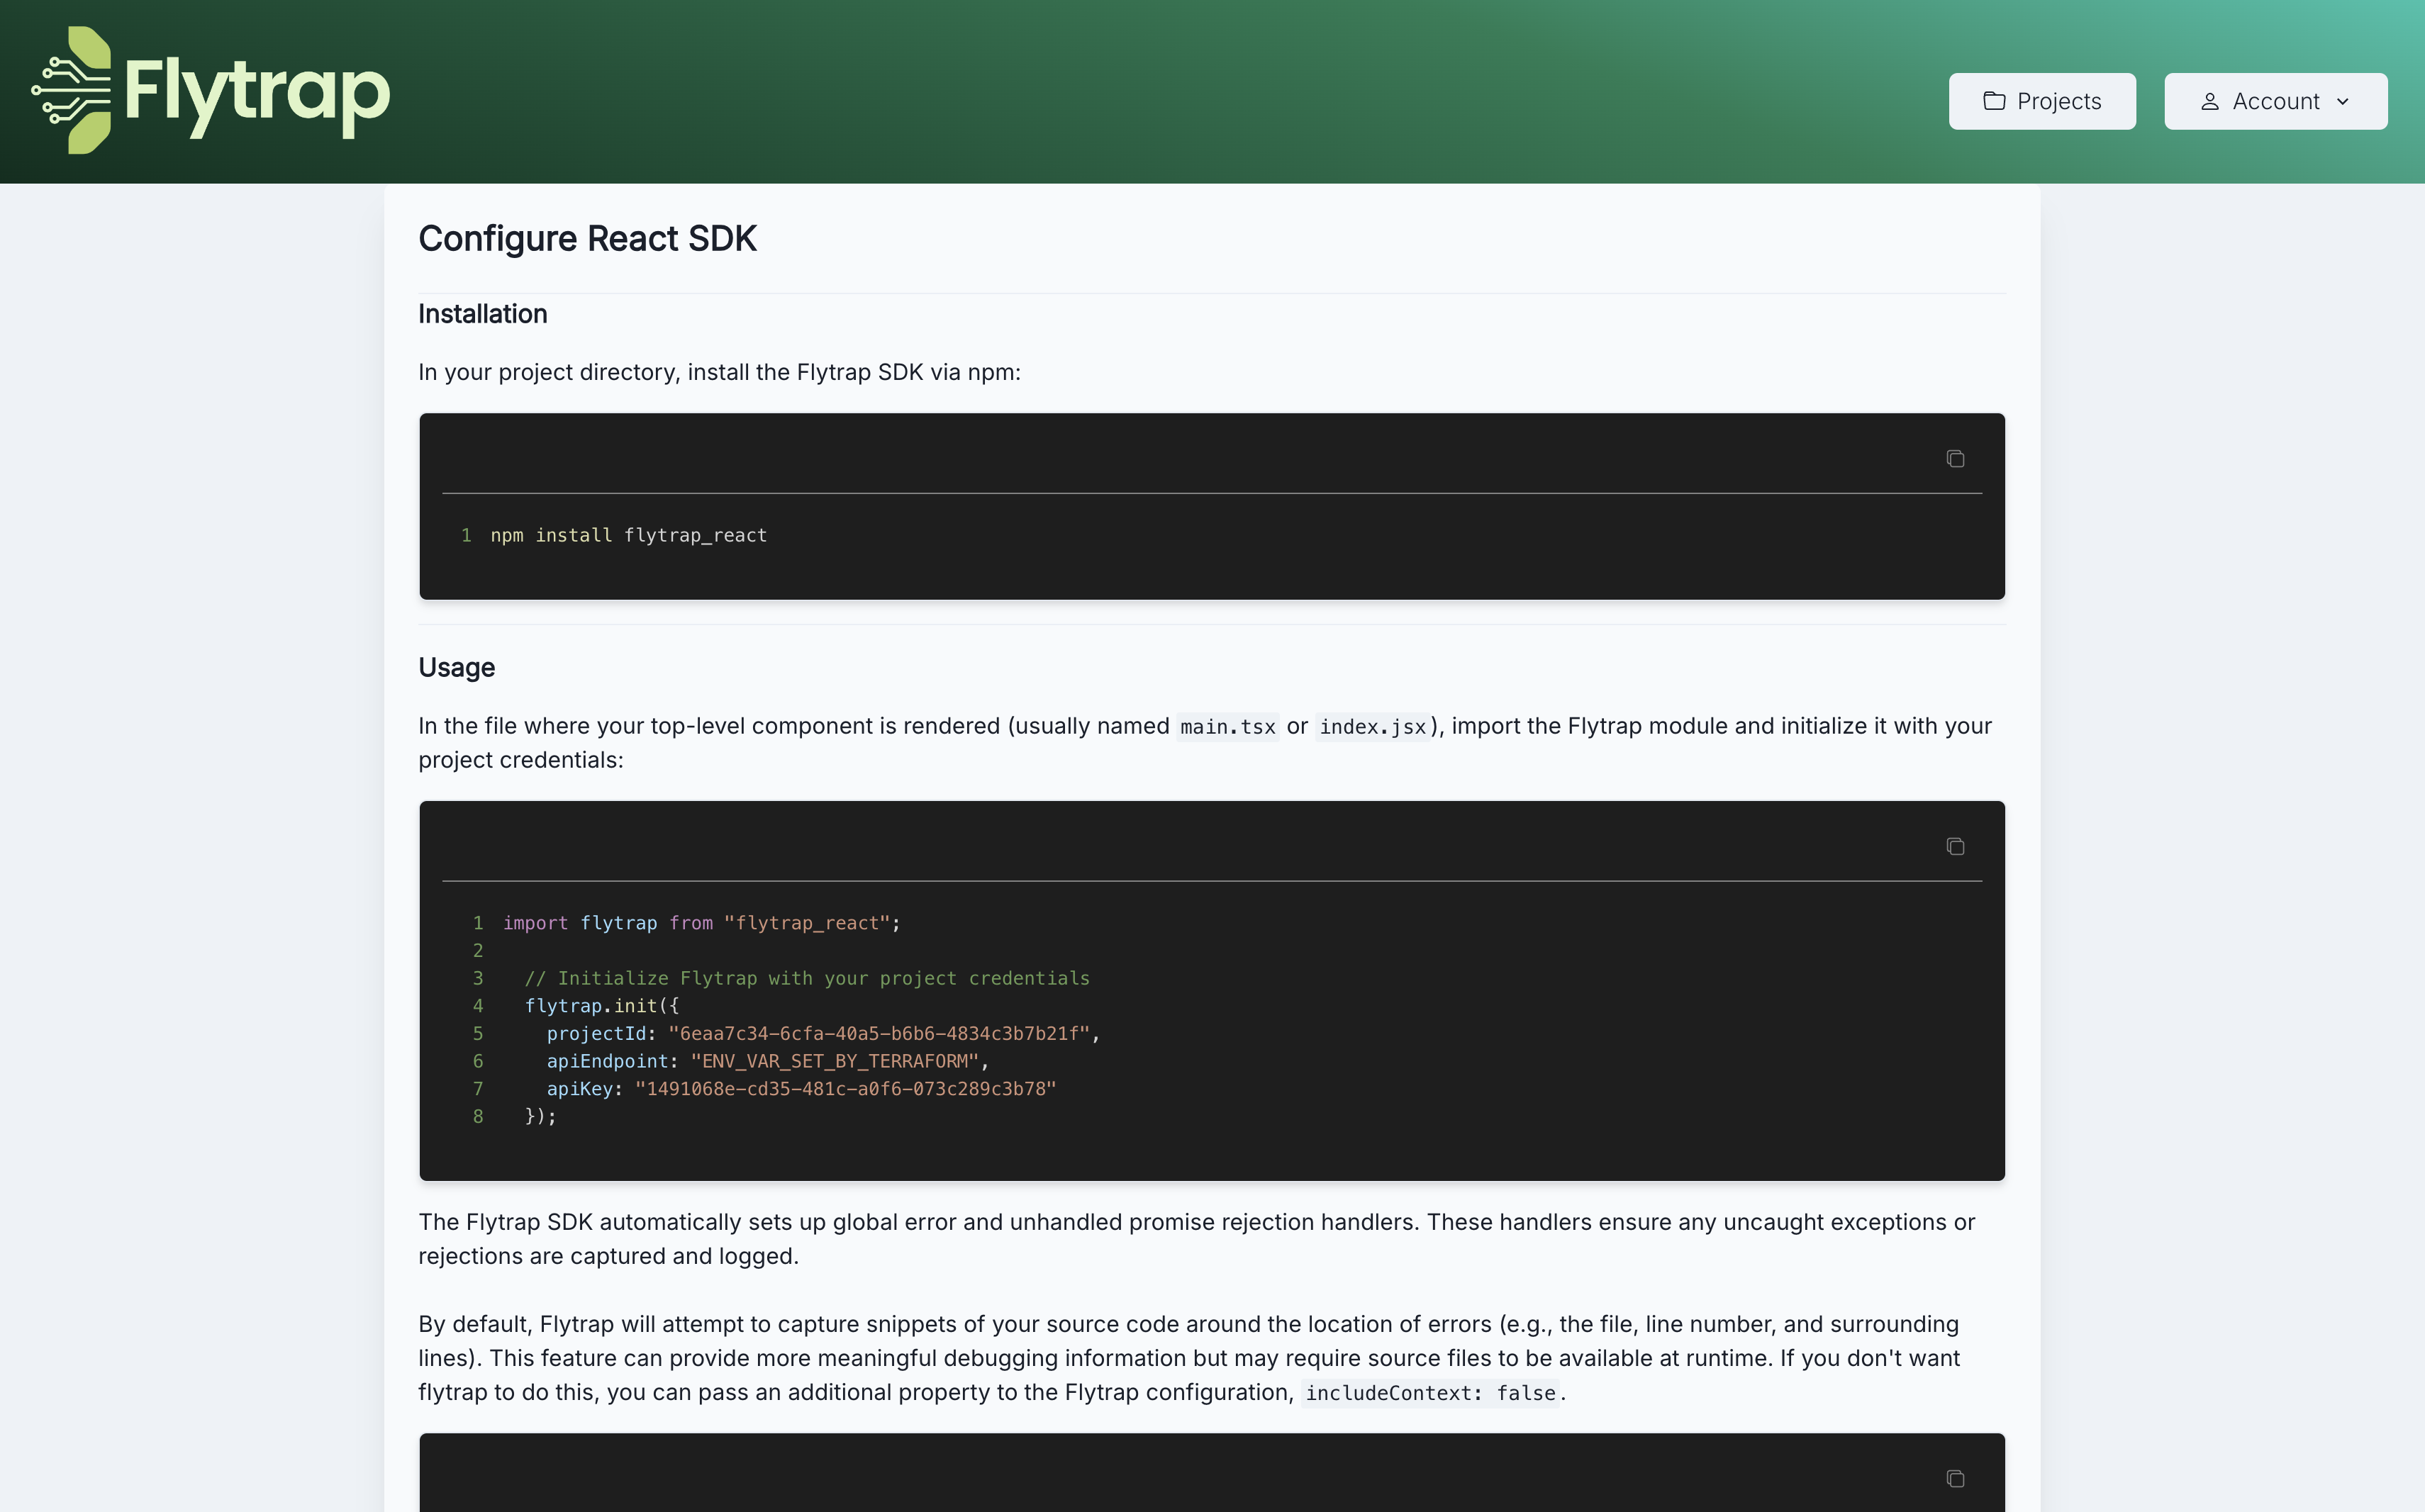 Flytrap
Projects
Account
Configure React SDK
Installation
In your project directory, install the Flytrap SDK via npm:
1 npm install flytrap_react
Usage
In the file where your top-level component is rendered (usually named main.tsx or index.jsx), import the Flytrap module and initialize it with your
project credentials:
1 import flytrap from "flytrap_react";
2
3 // Initialize Flytrap with your project credentials
4 flytrap.init({
5 projectId: "6eaa7c34-6cfa-40a5-b6b6-4834c3b7b21f",
6 apiEndpoint: "ENV_VAR_SET_BY_TERRAFORM",
7 apiKey: "1491068e-cd35-481c-a0f6-073c289c3b78"
8 });
The Flytrap SDK automatically sets up global error and unhandled promise rejection handlers. These handlers ensure any uncaught exceptions or
rejections are captured and logged.
By default, Flytrap will attempt to capture snippets of your source code around the location of errors (e.g., the file, line number, and surrounding
lines). This feature can provide more meaningful debugging information but may require source files to be available at runtime. If you don't want
flytrap to do this, you can pass an additional property to the Flytrap configuration, includeContext: false.